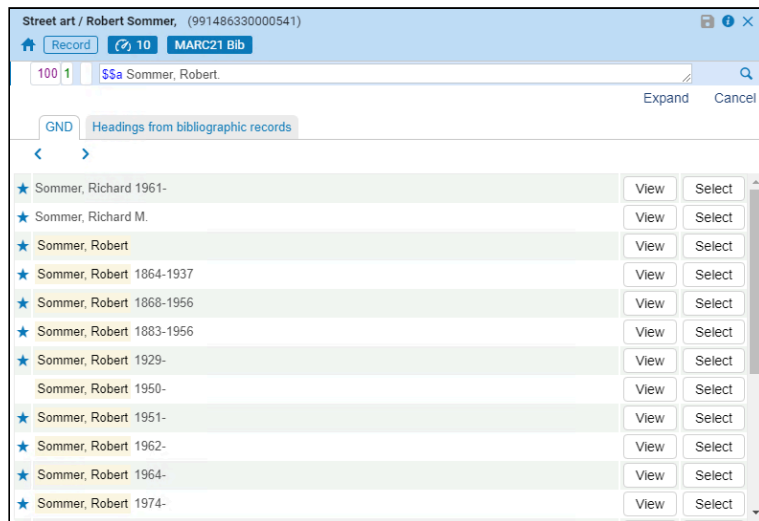 Street art / Robert Sommer, (991486330000541)
Record 10 MARC21 Bib
100 1 $$a Sommer, Robert.
Expand Cancel
GND Headings from bibliographic records
Sommer, Richard 1961- View Select
Sommer, Richard M. View Select
Sommer, Robert View Select
Sommer, Robert 1864-1937 View Select
Sommer, Robert 1868-1956 View Select
Sommer, Robert 1883-1956 View Select
Sommer, Robert 1929- View Select
Sommer, Robert 1950- View Select
Sommer, Robert 1951- View Select
Sommer, Robert 1962- View Select
Sommer, Robert 1964- View Select
Sommer, Robert 1974- View Select